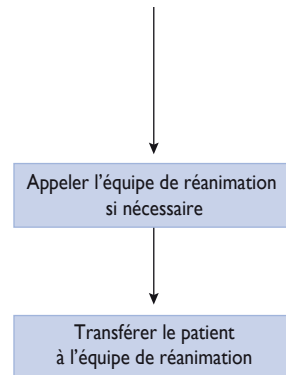 Appeler l’équipe de réanimation
si nécessaire
Transférer le patient
à l’équipe de réanimation